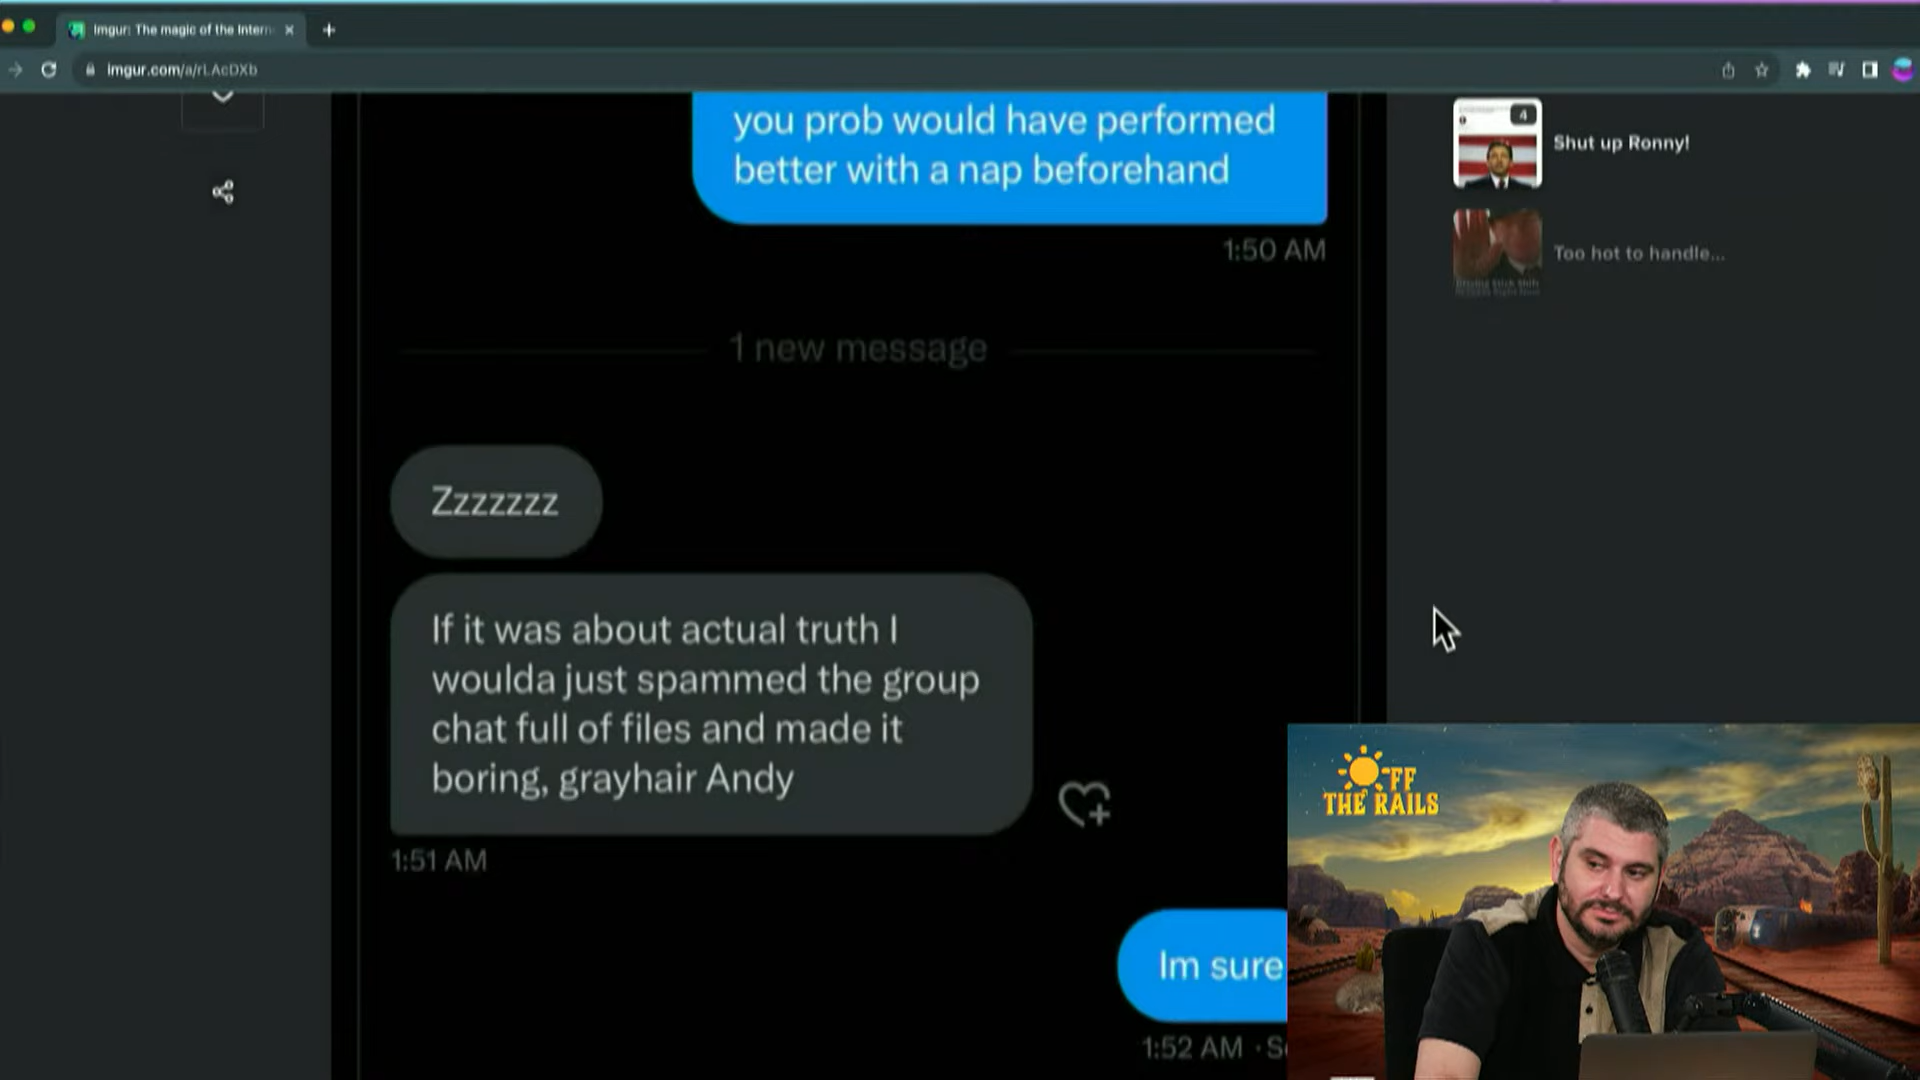 Imgur: The magic of the Intern
imgur.com/a/rLAcDXb
you prob would have performed
better with a nap beforehand
1:50 AM
4
Shut up Ronny!
Too hot to handle...
1 new message
Zzzzzzz
If it was about actual truth I
woulda just spammed the group
chat full of files and made it
boring, grayhair Andy
1:51 AM
Im sure
1:52 AM · S
OFF
THE RAILS